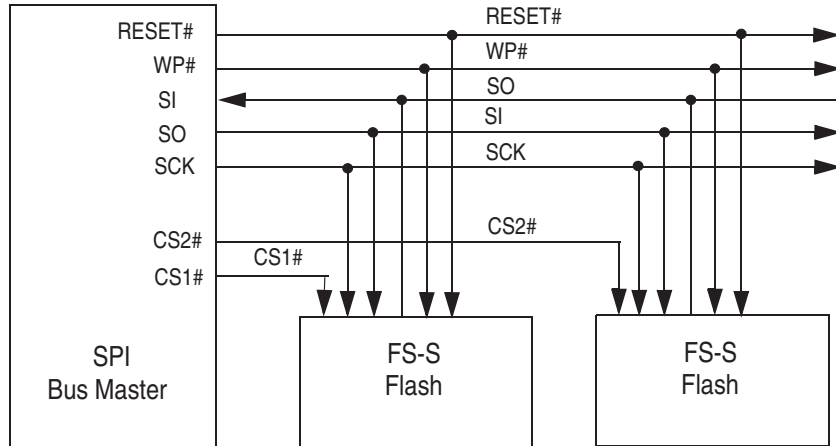 RESET#
RESET#
WP#
WP#
SI
SO
SO
SI
SCK
SCK
CS2#
CS2#
CS1#
CS1#
SPI
Bus Master
FS-S
Flash
FS-S
Flash